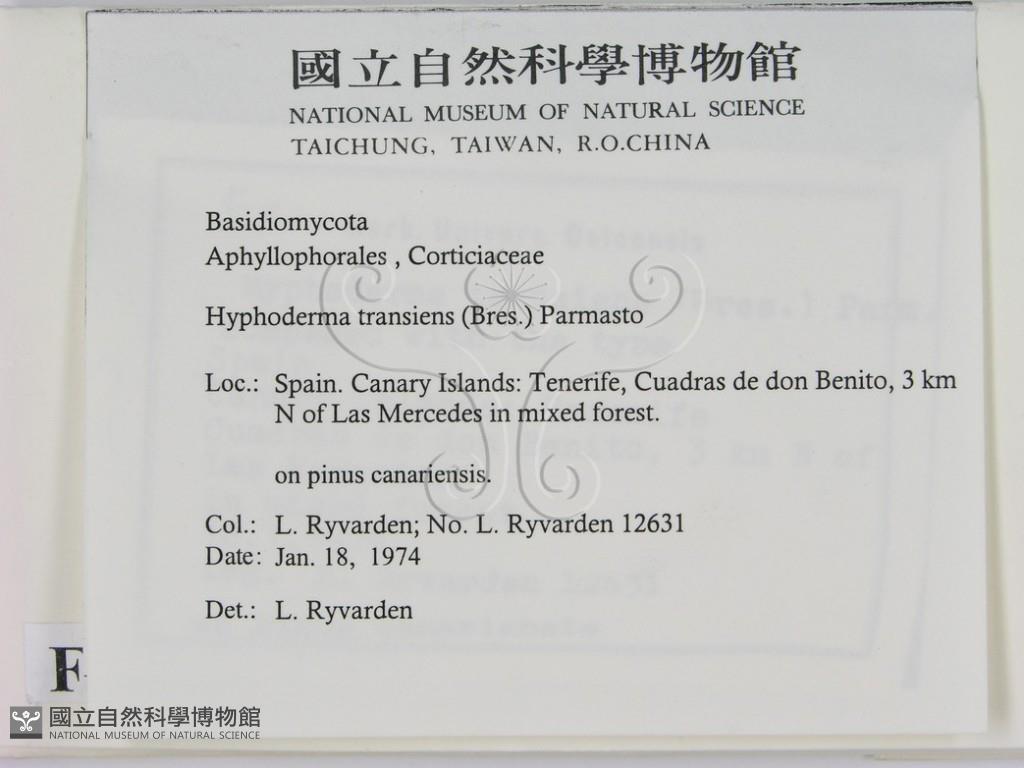 國立自然科學博物館
NATIONAL MUSEUM OF NATURAL SCIENCE
TAICHUNG, TAIWAN, R.O.CHINA
Basidiomycota
Aphyllophorales , Corticiaceae
Hyphoderma transiens (Bres.) Parmasto
Loc.: Spain. Canary Islands: Tenerife, Cuadras de don Benito, 3 km
N of Las Mercedes in mixed forest.
on pinus canariensis.
Col.: L. Ryvarden; No. L. Ryvarden 12631
Date: Jan. 18, 1974
Det.: L. Ryvarden
F
國立自然科學博物館
NATIONAL MUSEUM OF NATURAL SCIENCE